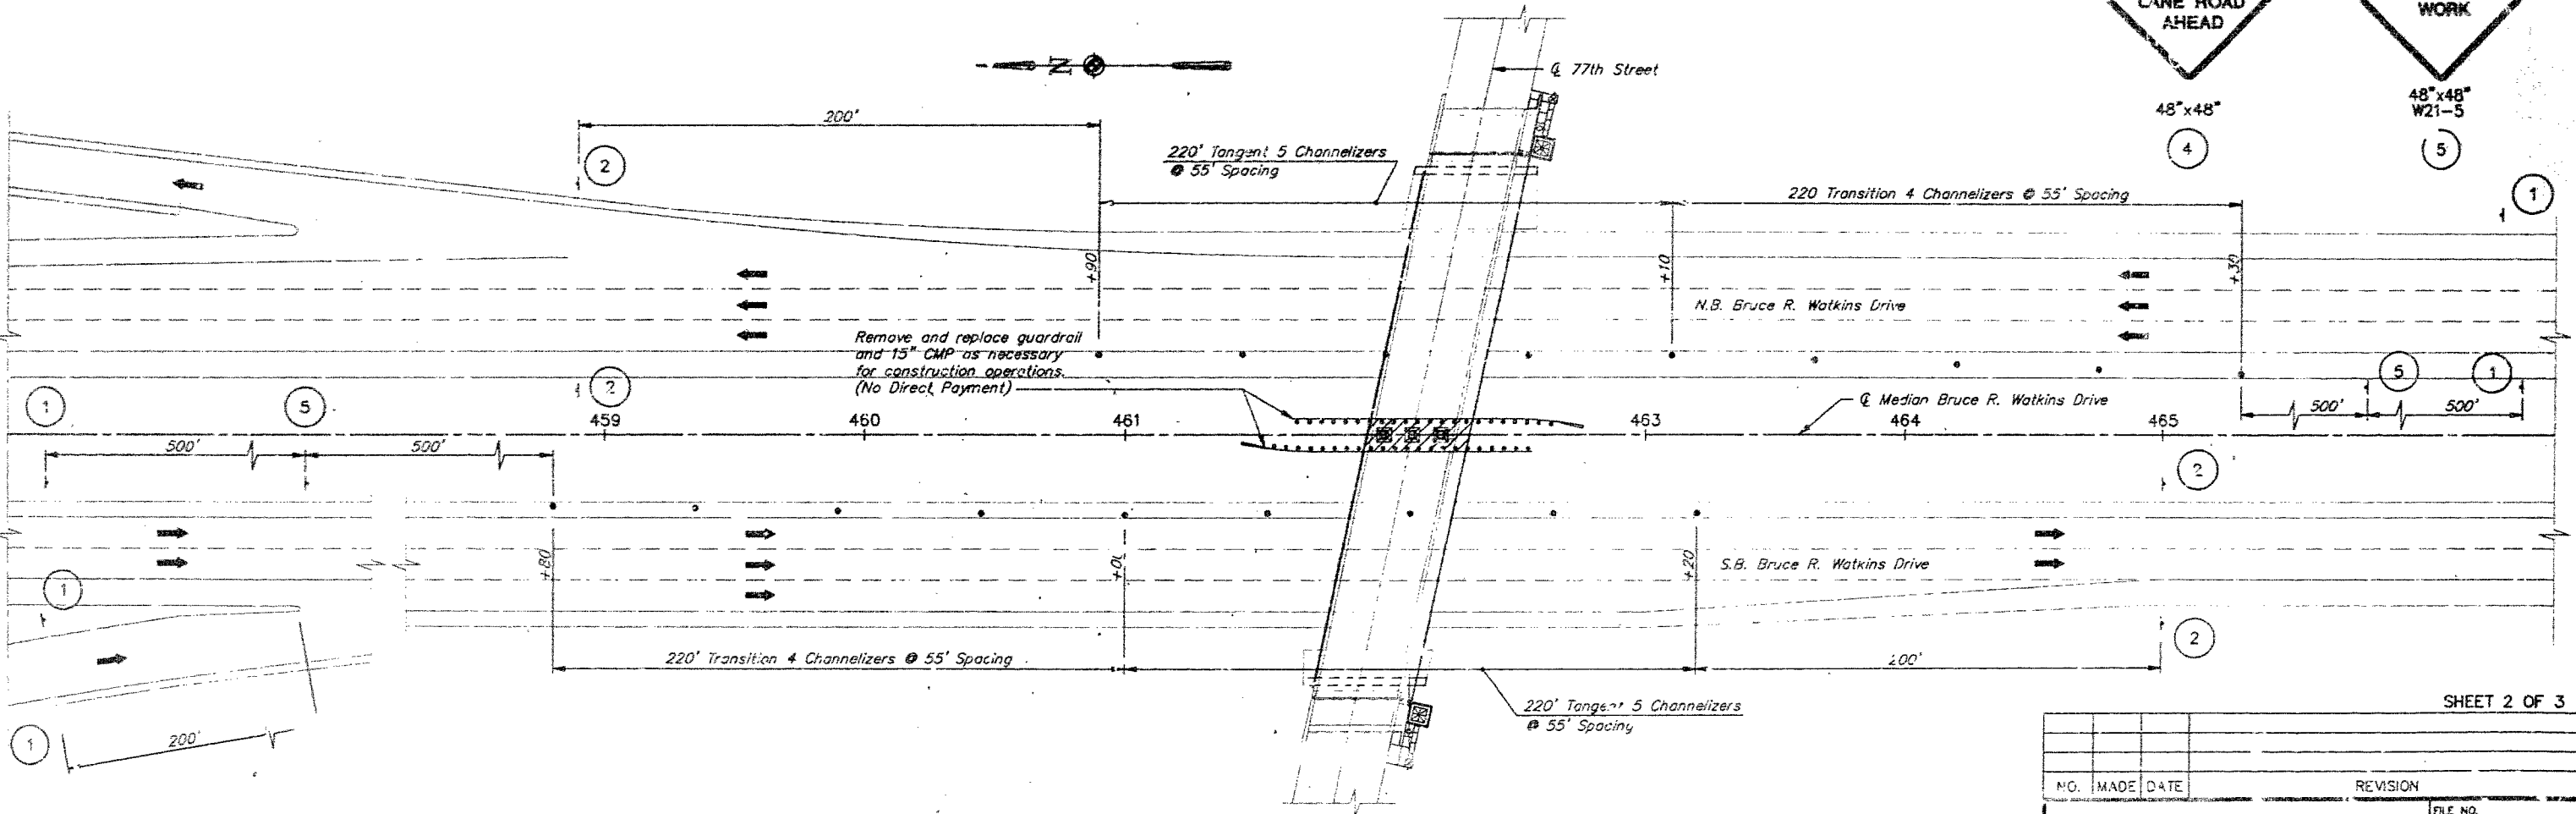 LANE ROAD
AHEAD
48"x48"
4
WORK
48"x48"
W21-5
5
N
₵ 77th Street
200'
2
220' Tangent 5 Channelizers
@ 55' Spacing
220 Transition 4 Channelizers @ 55' Spacing
1
+90
+10
+30
N.B. Bruce R. Watkins Drive
Remove and replace guardrail
and 15" CMP as necessary
for construction operations.
(No Direct Payment)
2
1
5
5
1
₵ Median Bruce R. Watkins Drive
500'
500'
459
460
461
463
464
465
500'
500'
2
+80
+01
+20
S.B. Bruce R. Watkins Drive
1
2
220' Transition 4 Channelizers @ 55' Spacing
200'
220' Tangent 5 Channelizers
@ 55' Spacing
1
200'
SHEET 2 OF 3
NO. MADE DATE REVISION
FILE NO.